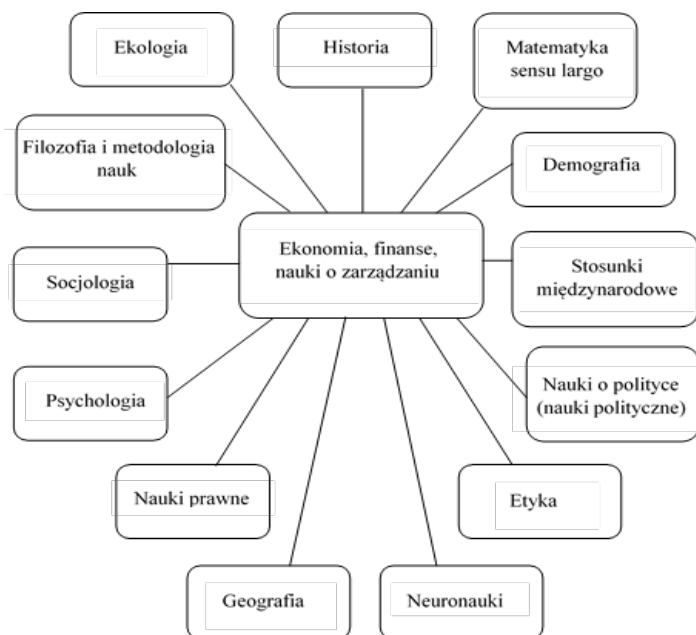 Ekologia
Historia
Matematyka
sensu largo
Filozofia i metodologia
nauk
Demografia
Ekonomia, finanse,
nauki o zarządzaniu
Socjologia
Stosunki
międzynarodowe
Psychologia
Nauki o polityce
(nauki polityczne)
Nauki prawne
Etyka
Geografia
Neuronauki